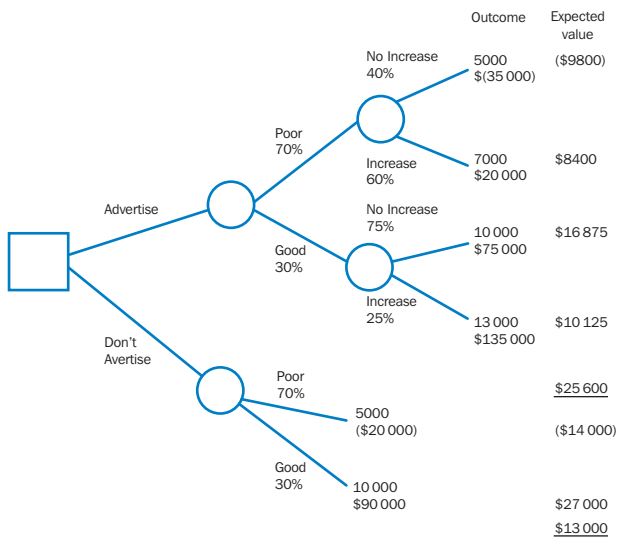 Outcome
Expected
value
No Increase
40%
5000
$(35 000)
($9800)
Poor
70%
Increase
60%
7000
$20 000
$8400
Advertise
No Increase
75%
10 000
$75 000
$16 875
Good
30%
Increase
25%
13 000
$135 000
$10 125
Don't
Avertise
Poor
70%
$25 600
5000
($20 000)
($14 000)
Good
30%
10 000
$90 000
$27 000
$13 000